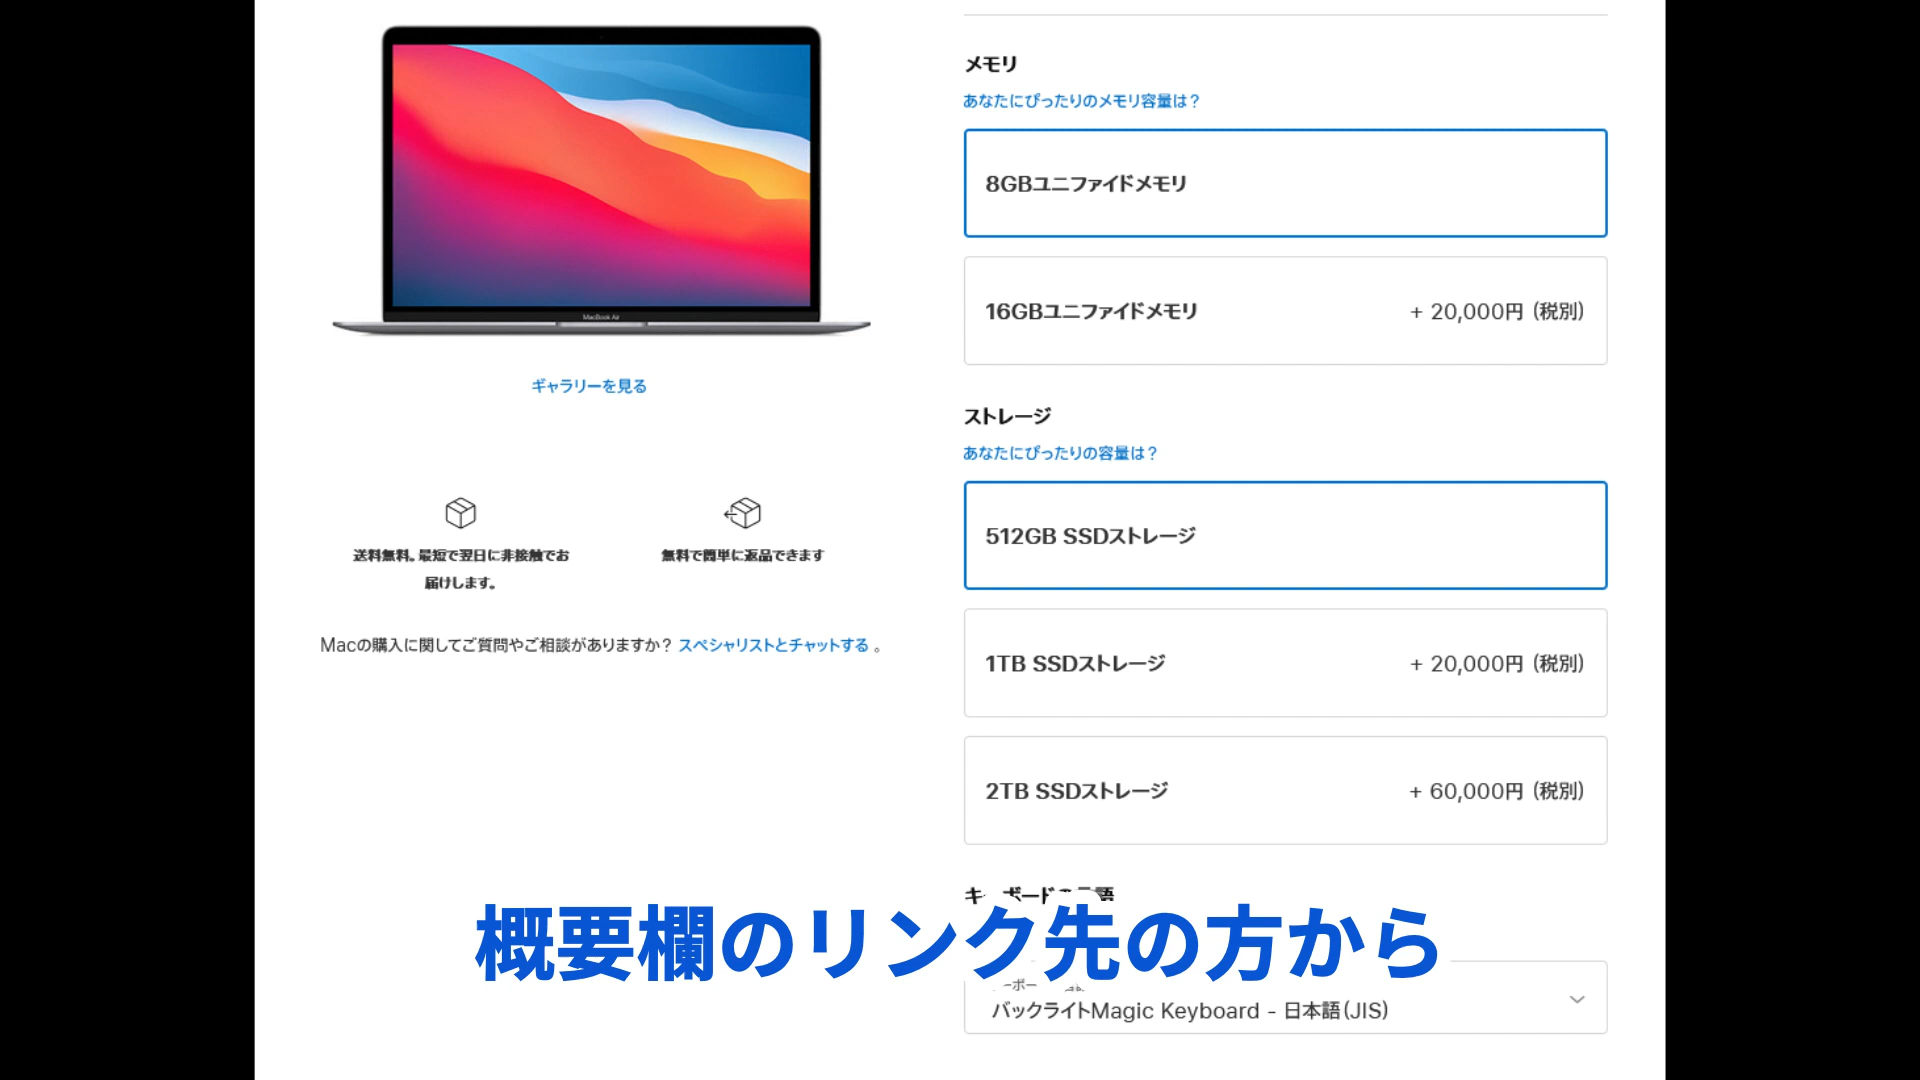 MacBook Air
ギャラリーを見る
送料無料。最短で翌日に非接触でお
届けします。
無料で簡単に返品できます
Macの購入に関してご質問やご相談がありますか？ スペシャリストとチャットする 。
メモリ
あなたにぴったりのメモリ容量は？
8GBユニファイドメモリ
16GBユニファイドメモリ + 20,000円（税別）
ストレージ
あなたにぴったりの容量は？
512GB SSDストレージ
1TB SSDストレージ + 20,000円（税別）
2TB SSDストレージ + 60,000円（税別）
概要欄のリンク先の方から
バックライトMagic Keyboard - 日本語（JIS）